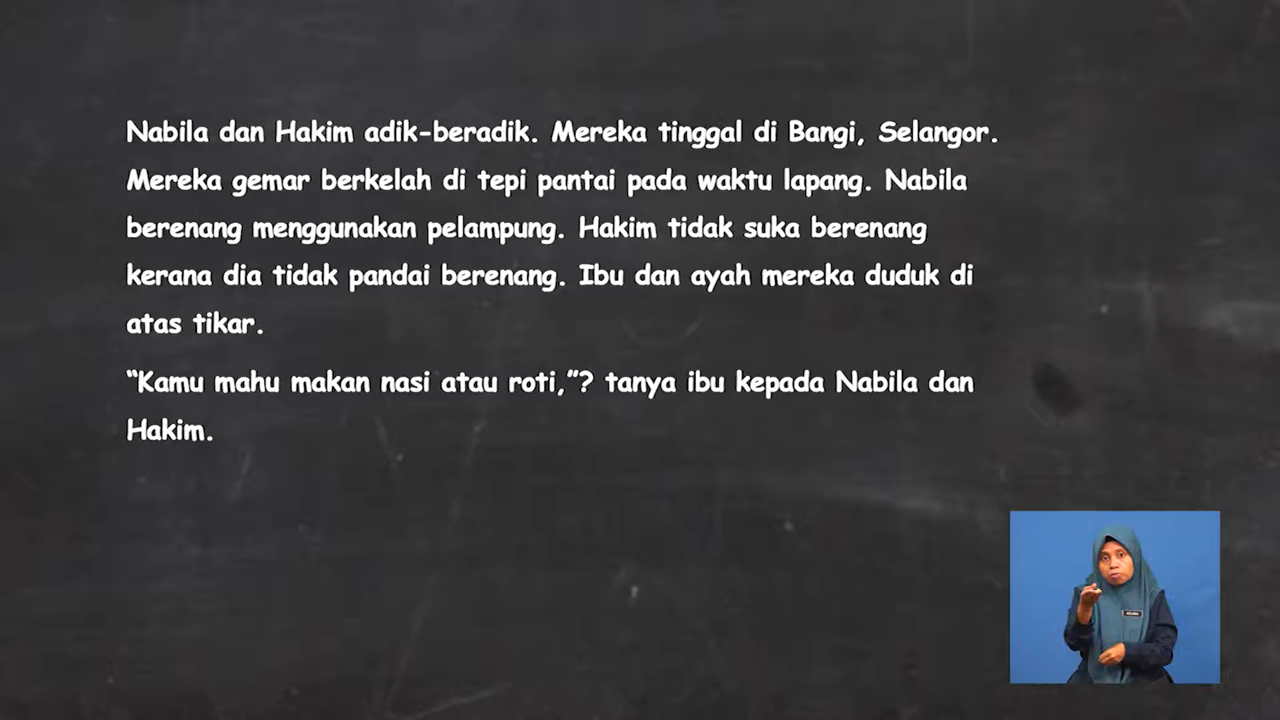 Nabila dan Hakim adik-beradik. Mereka tinggal di Bangi, Selangor.
Mereka gemar berkelah di tepi pantai pada waktu lapang. Nabila
berenang menggunakan pelampung. Hakim tidak suka berenang
kerana dia tidak pandai berenang. Ibu dan ayah mereka duduk di
atas tikar.
“Kamu mahu makan nasi atau roti,”? tanya ibu kepada Nabila dan
Hakim.